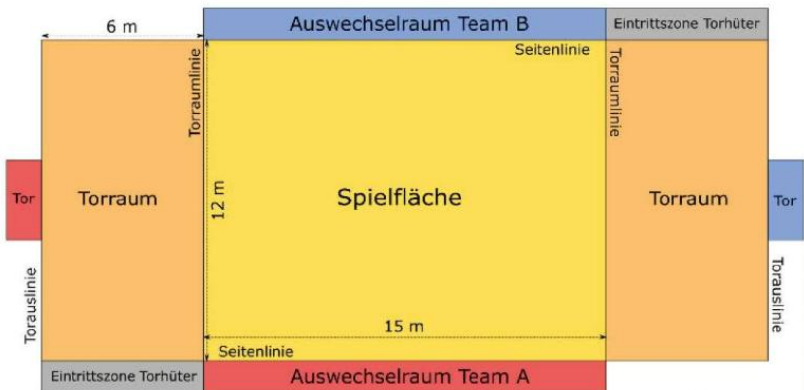 Auswechselraum Team B
Eintrittszone Torhüter
6 m
Seitenlinie
Torraumlinie
Torraumlinie
Tor
Torraum
12 m
Spielfläche
Torraum
Tor
Torauslinie
Torauslinie
15 m
Seitenlinie
Eintrittszone Torhüter
Auswechselraum Team A